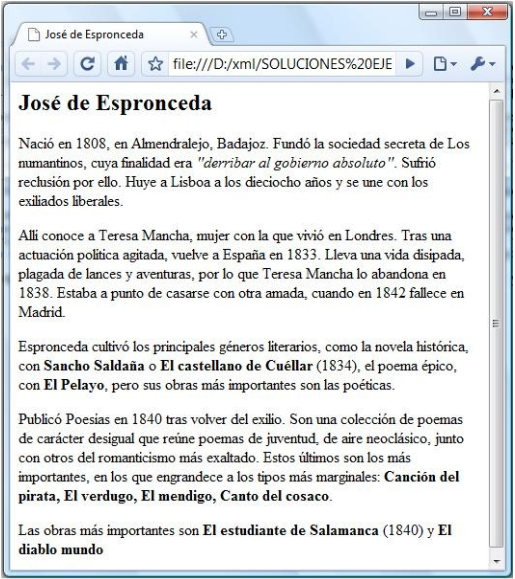 José de Espronceda
file:///D:/xml/SOLUCIONES%20EJE
José de Espronceda
Nació en 1808, en Almendralejo, Badajoz. Fundó la sociedad secreta de Los
numantinos, cuya finalidad era "derribar al gobierno absoluto". Sufrió
reclusión por ello. Huye a Lisboa a los dieciocho años y se une con los
exiliados liberales.
Alli conoce a Teresa Mancha, mujer con la que vivió en Londres. Tras una
actuación política agitada, vuelve a España en 1833. Lleva una vida disipada,
plagada de lances y aventuras, por lo que Teresa Mancha lo abandona en
1838. Estaba a punto de casarse con otra amada, cuando en 1842 fallece en
Madrid.
Espronceda cultivó los principales géneros literarios, como la novela histórica,
con Sancho Saldaña o El castellano de Cuéllar (1834), el poema épico,
con El Pelayo, pero sus obras más importantes son las poéticas.
Publicó Poesías en 1840 tras volver del exilio. Son una colección de poemas
de carácter desigual que reúne poemas de juventud, de aire neoclásico, junto
con otros del romanticismo más exaltado. Estos últimos son los más
importantes, en los que engrandece a los tipos más marginales: Canción del
pirata, El verdugo, El mendigo, Canto del cosaco.
Las obras más importantes son El estudiante de Salamanca (1840) y El
diablo mundo